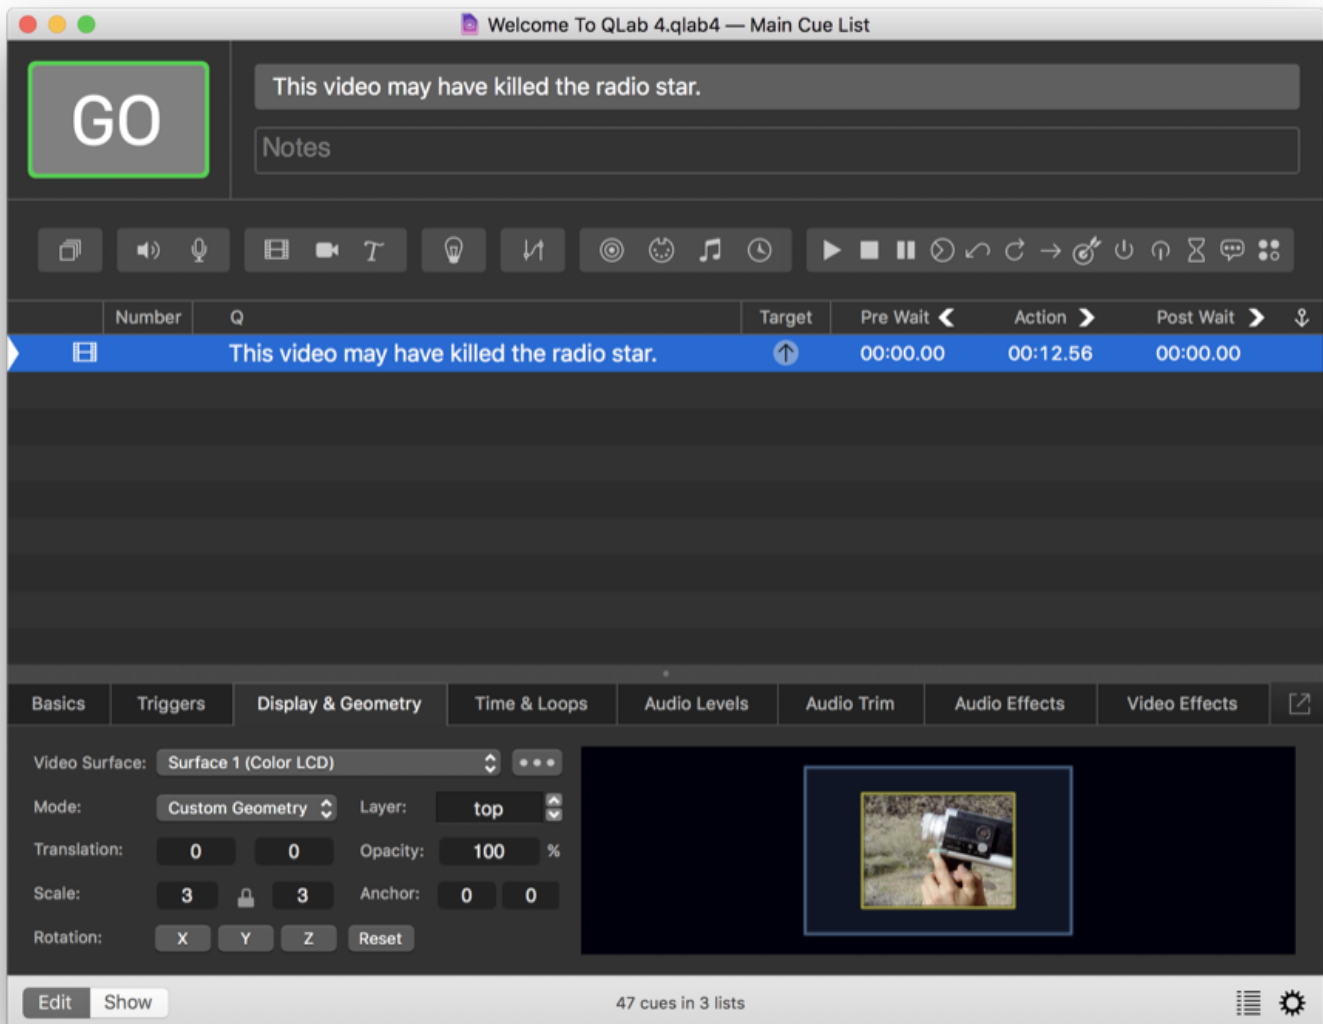 Welcome To QLab 4.qlab4 — Main Cue List
GO
This video may have killed the radio star.
Notes
Number Q Target Pre Wait Action Post Wait
This video may have killed the radio star. 00:00.00 00:12.56 00:00.00
Basics Triggers Display & Geometry Time & Loops Audio Levels Audio Trim Audio Effects Video Effects
Video Surface: Surface 1 (Color LCD)
Mode: Custom Geometry Layer: top
Translation: 0 0 Opacity: 100 %
Scale: 3 3 Anchor: 0 0
Rotation: X Y Z Reset
Edit Show 47 cues in 3 lists